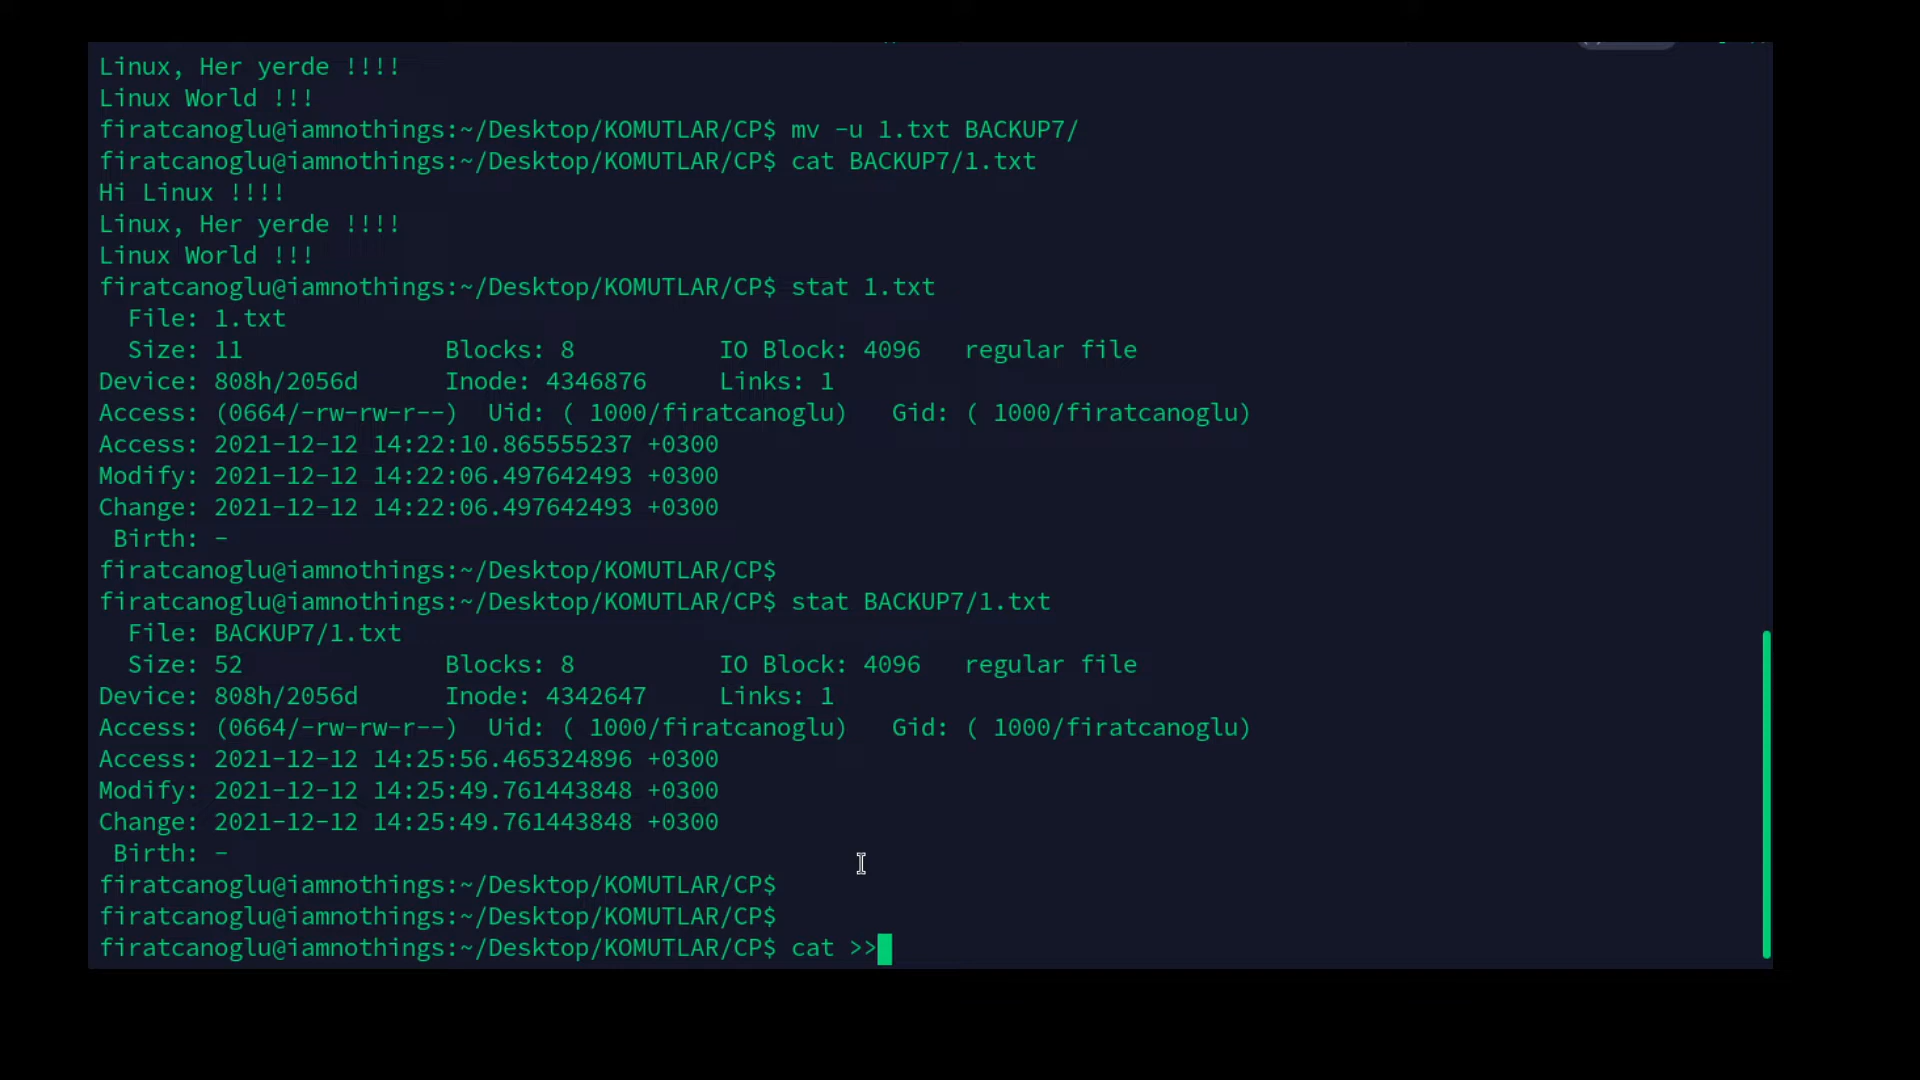 Linux, Her yerde !!!!
Linux World !!!
firatcanoglu@iamnothings:~/Desktop/KOMUTLAR/CP$ mv -u 1.txt BACKUP7/
firatcanoglu@iamnothings:~/Desktop/KOMUTLAR/CP$ cat BACKUP7/1.txt
Hi Linux !!!!
Linux, Her yerde !!!!
Linux World !!!
firatcanoglu@iamnothings:~/Desktop/KOMUTLAR/CP$ stat 1.txt
  File: 1.txt
  Size: 11              Blocks: 8          IO Block: 4096   regular file
Device: 808h/2056d      Inode: 4346876     Links: 1
Access: (0664/-rw-rw-r--)  Uid: ( 1000/firatcanoglu)   Gid: ( 1000/firatcanoglu)
Access: 2021-12-12 14:22:10.865555237 +0300
Modify: 2021-12-12 14:22:06.497642493 +0300
Change: 2021-12-12 14:22:06.497642493 +0300
 Birth: -
firatcanoglu@iamnothings:~/Desktop/KOMUTLAR/CP$
firatcanoglu@iamnothings:~/Desktop/KOMUTLAR/CP$ stat BACKUP7/1.txt
  File: BACKUP7/1.txt
  Size: 52              Blocks: 8          IO Block: 4096   regular file
Device: 808h/2056d      Inode: 4342647     Links: 1
Access: (0664/-rw-rw-r--)  Uid: ( 1000/firatcanoglu)   Gid: ( 1000/firatcanoglu)
Access: 2021-12-12 14:25:56.465324896 +0300
Modify: 2021-12-12 14:25:49.761443848 +0300
Change: 2021-12-12 14:25:49.761443848 +0300
 Birth: -
firatcanoglu@iamnothings:~/Desktop/KOMUTLAR/CP$
firatcanoglu@iamnothings:~/Desktop/KOMUTLAR/CP$
firatcanoglu@iamnothings:~/Desktop/KOMUTLAR/CP$ cat >>